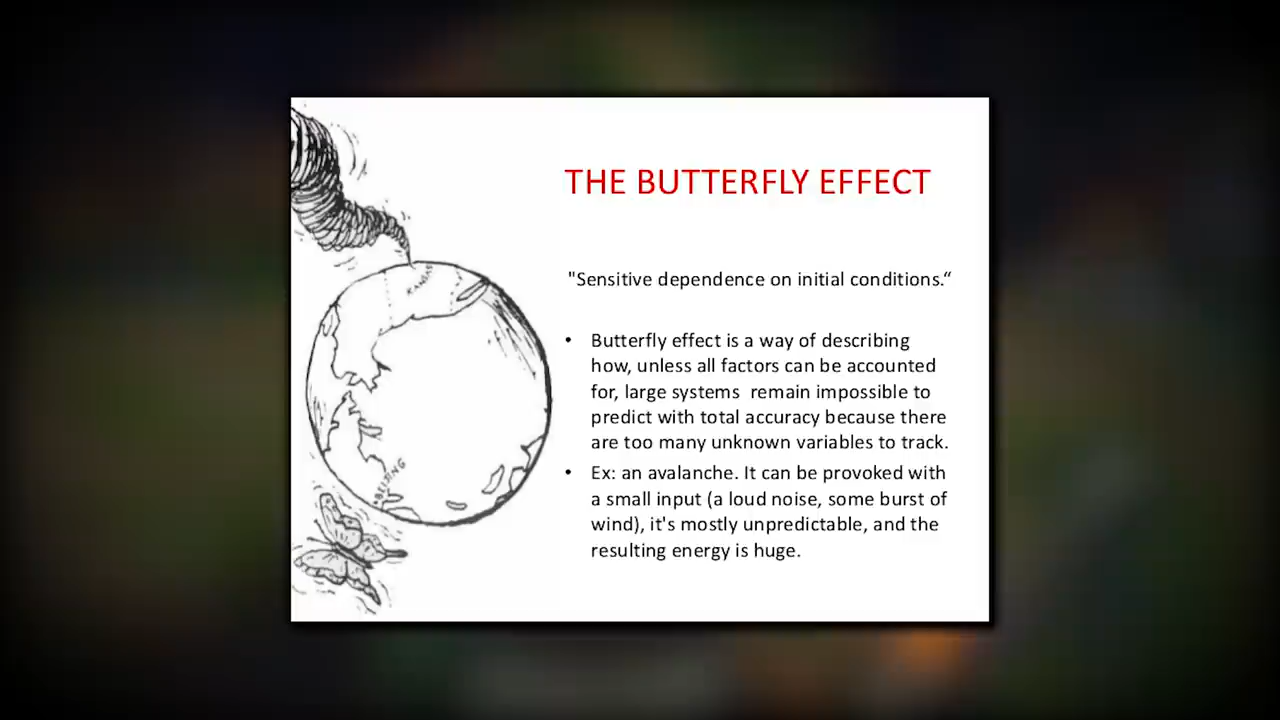 THE BUTTERFLY EFFECT
"Sensitive dependence on initial conditions.“
• Butterfly effect is a way of describing
how, unless all factors can be accounted
for, large systems  remain impossible to
predict with total accuracy because there
are too many unknown variables to track.
• Ex: an avalanche. It can be provoked with
a small input (a loud noise, some burst of
wind), it's mostly unpredictable, and the
resulting energy is huge.
KANSAS
BEIJING